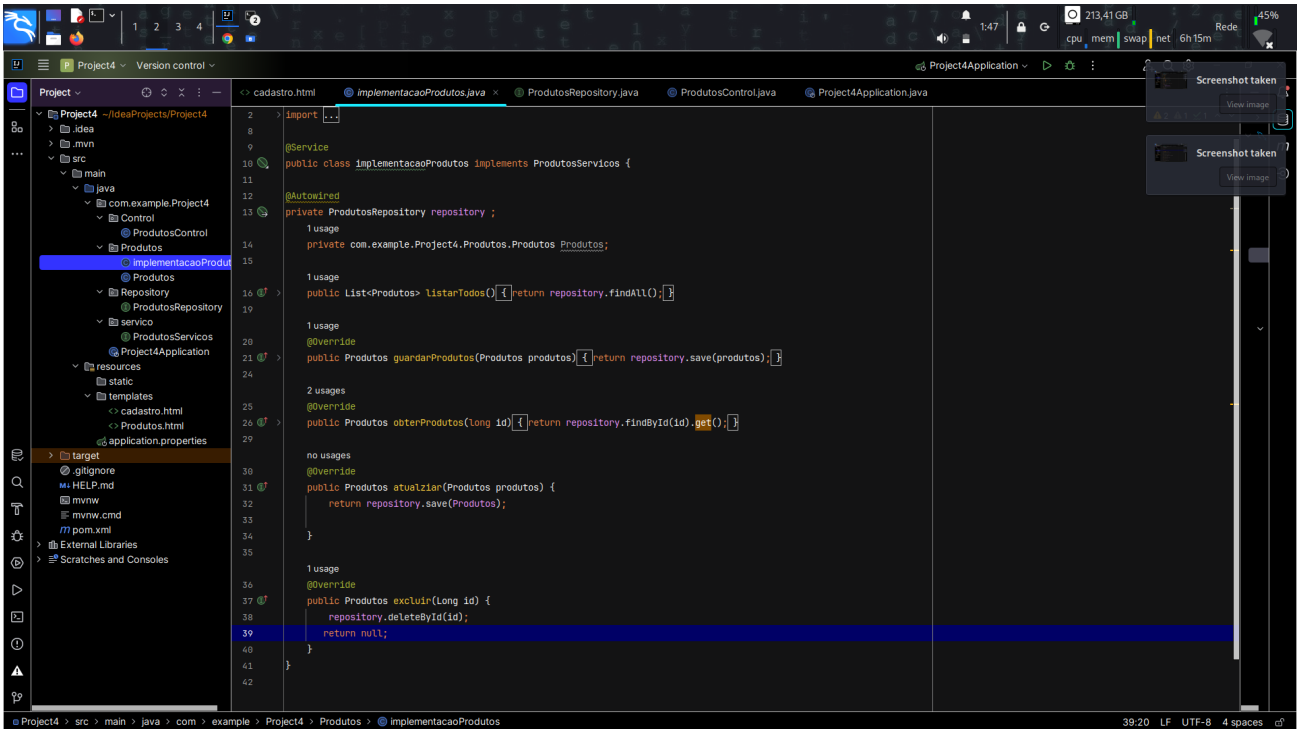 1 2 3 4
2
1:47
213,41 GB
cpu mem swap net 6h15m
Rede
45%
P Project4 Version control
Project4Application
Project
cadastro.html implementacaoProdutos.java × ProdutosRepository.java ProdutosControl.java Project4Application.java
Screenshot taken
View image
Screenshot taken
View image
Project4 ~/IdeaProjects/Project4
.idea
.mvn
src
main
java
com.example.Project4
Control
ProdutosControl
Produtos
implementacaoProdut
Produtos
Repository
ProdutosRepository
servico
ProdutosServicos
Project4Application
resources
static
templates
cadastro.html
Produtos.html
application.properties
target
.gitignore
HELP.md
mvnw
mvnw.cmd
pom.xml
External Libraries
Scratches and Consoles
2 import ...
8
9 @Service
10 public class implementacaoProdutos implements ProdutosServicos {
11
12 @Autowired
13 private ProdutosRepository repository ;
1 usage
14 private com.example.Project4.Produtos.Produtos Produtos;
15
1 usage
16 public List<Produtos> listarTodos() { return repository.findAll(); }
19
1 usage
20 @Override
21 public Produtos guardarProdutos(Produtos produtos) { return repository.save(produtos); }
24
2 usages
25 @Override
26 public Produtos obterProdutos(long id) { return repository.findById(id).get(); }
29
no usages
30 @Override
31 public Produtos atualziar(Produtos produtos) {
32 return repository.save(Produtos);
33
34 }
35
1 usage
36 @Override
37 public Produtos excluir(Long id) {
38 repository.deleteById(id);
39 return null;
40 }
41 }
42
Project4 > src > main > java > com > example > Project4 > Produtos > implementacaoProdutos
39:20 LF UTF-8 4 spaces